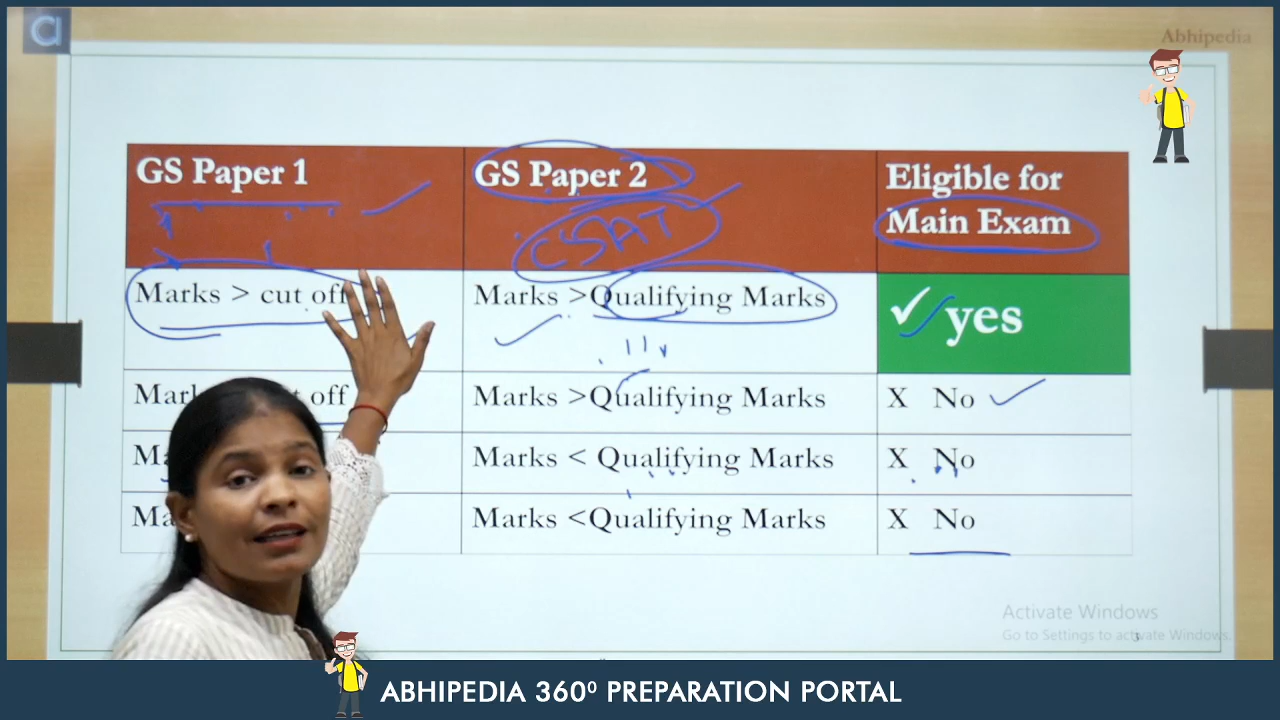 Abhipedia
GS Paper 1
GS Paper 2
Eligible for
Main Exam
CSAT
Marks > cut off
Marks >Qualifying Marks
✓ yes
off
Marks >Qualifying Marks
X No
Marks < Qualifying Marks
X No
Marks <Qualifying Marks
X No
Activate Windows
Go to Settings to activate Windows.
3
ABHIPEDIA 360⁰ PREPARATION PORTAL